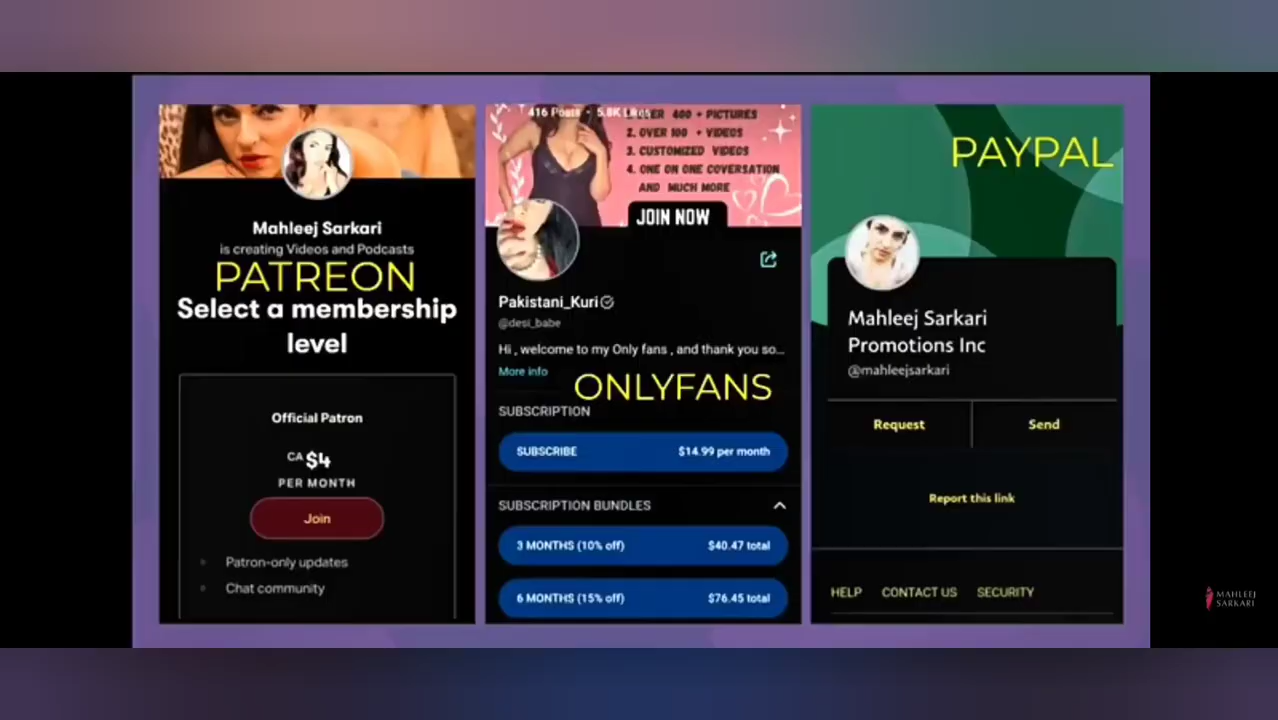 Mahleej Sarkari
is creating Videos and Podcasts
PATREON
Select a membership
level
Official Patron
CA $4
PER MONTH
Join
Patron-only updates
Chat community
416 Posts · 5.8K Likes
OVER 400 + PICTURES
2. OVER 100 + VIDEOS
3. CUSTOMIZED VIDEOS
4. ONE ON ONE COVERSATION
AND MUCH MORE
JOIN NOW
Pakistani_Kuri
@desi_babe
Hi , welcome to my Only fans , and thank you so...
More info
ONLYFANS
SUBSCRIPTION
SUBSCRIBE $14.99 per month
SUBSCRIPTION BUNDLES
3 MONTHS (10% off) $40.47 total
6 MONTHS (15% off) $76.45 total
PAYPAL
Mahleej Sarkari
Promotions Inc
@mahleejsarkari
Request Send
Report this link
HELP CONTACT US SECURITY
MAHLEEJ
SARKARI